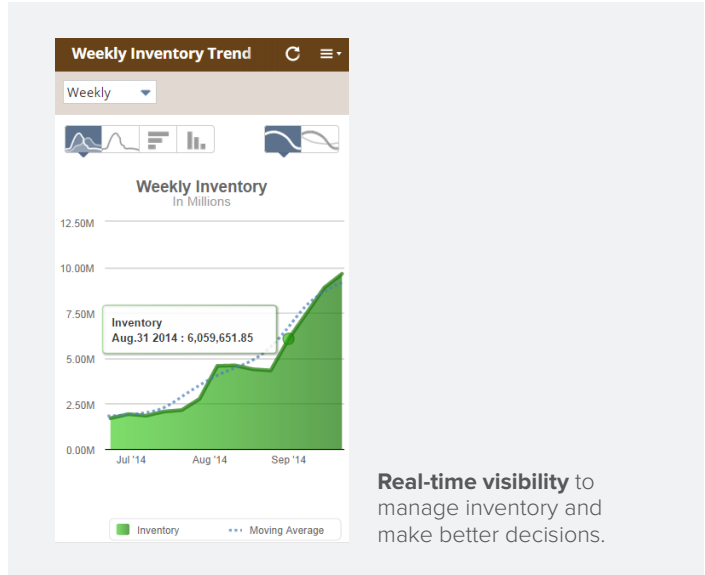 Weekly Inventory Trend
Weekly
Weekly Inventory
In Millions
12.50M
10.00M
7.50M
Inventory
Aug.31 2014 : 6,059,651.85
5.00M
2.50M
0.00M
Jul '14 Aug '14 Sep '14
Inventory Moving Average
Real-time visibility to
manage inventory and
make better decisions.